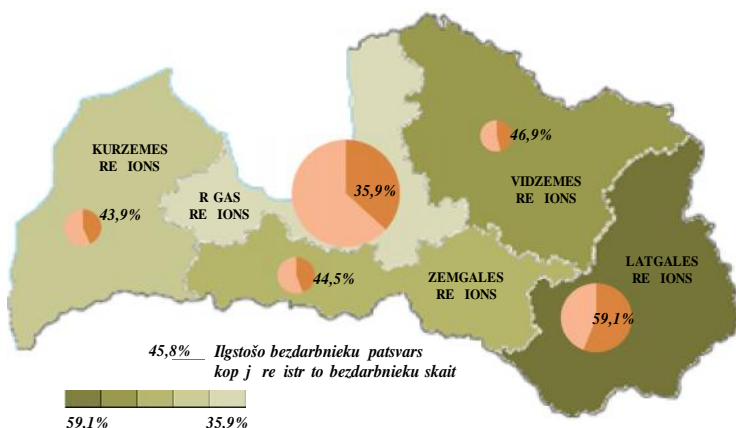 46,9%
KURZEMES
RE IONS
VIDZEMES
RE IONS
35,9%
R GAS
RE IONS
43,9%
LATGALES
RE IONS
ZEMGALES
RE IONS
44,5%
59,1%
45,8% Ilgstošo bezdarbnieku patsvars
kop j re istr to bezdarbnieku skait
59,1% 35,9%